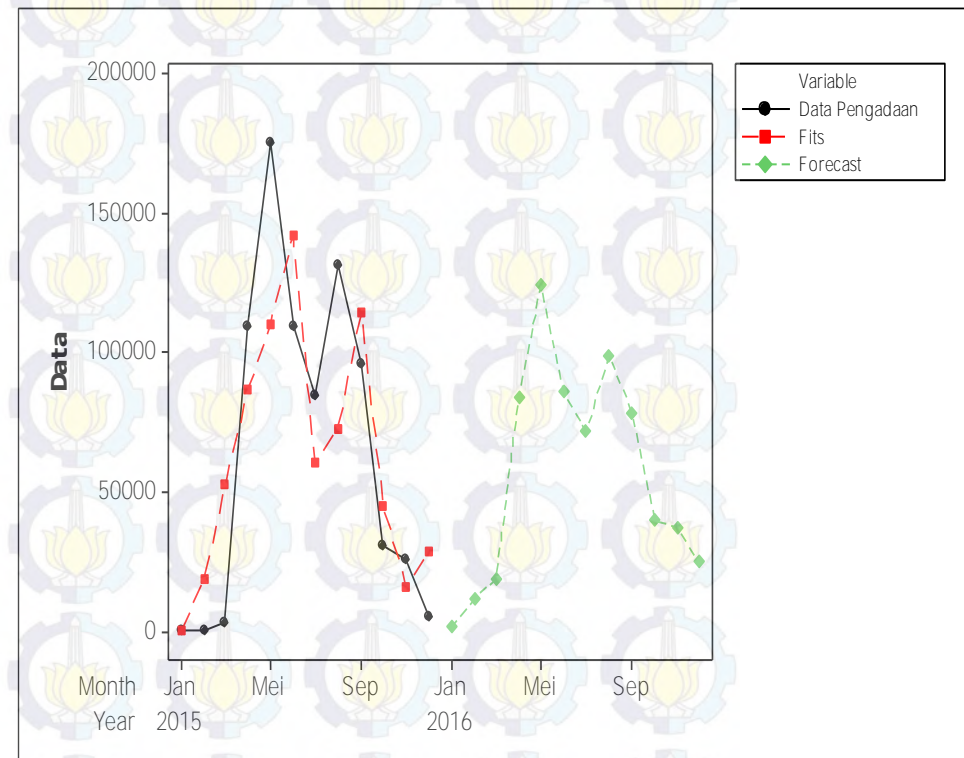 200000
150000
100000
50000
0
Data
Month Jan Mei Sep Jan Mei Sep
Year 2015 2016
Variable
Data Pengadaan
Fits
Forecast